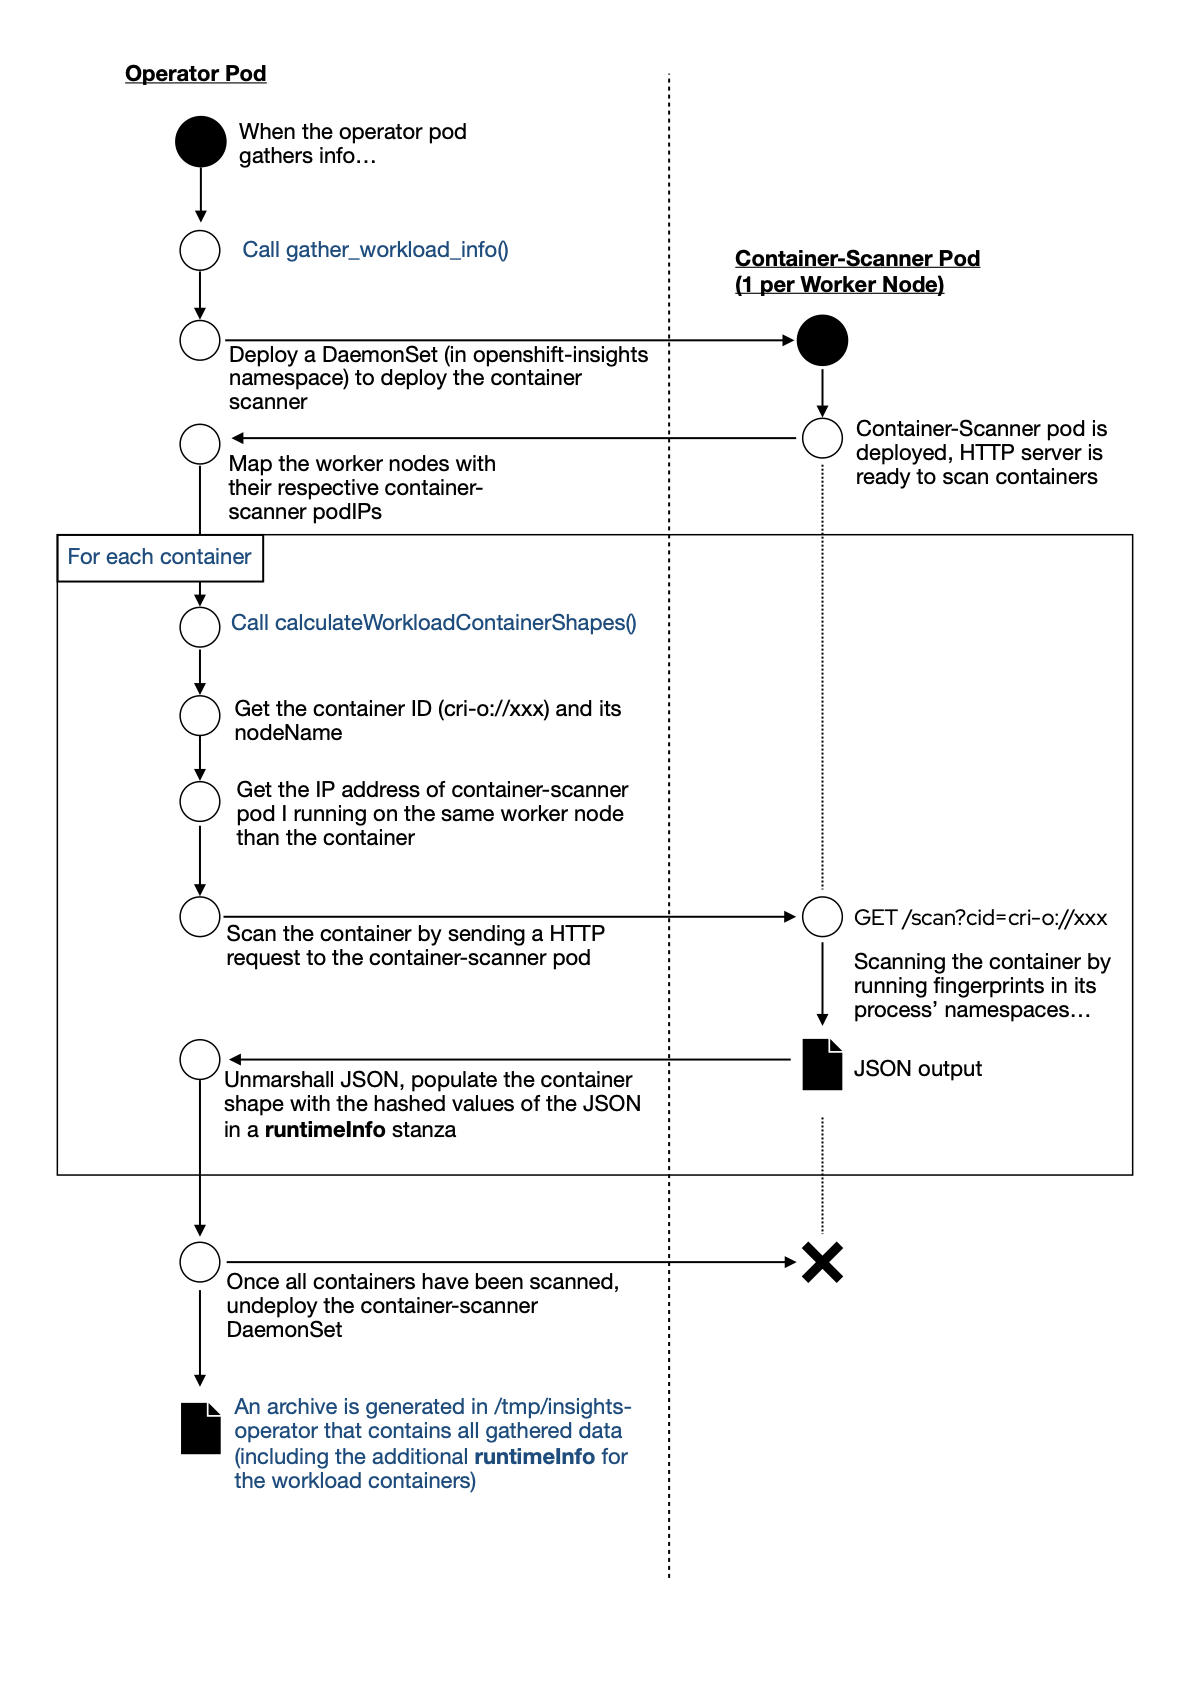 Operator Pod
When the operator pod
gathers info…
Call gather_workload_info()
Container-Scanner Pod
(1 per Worker Node)
Deploy a DaemonSet (in openshift-insights
namespace) to deploy the container
scanner
Container-Scanner pod is
deployed, HTTP server is
ready to scan containers
Map the worker nodes with
their respective container-
scanner podIPs
For each container
Call calculateWorkloadContainerShapes()
Get the container ID (cri-o://xxx) and its
nodeName
Get the IP address of container-scanner
pod I running on the same worker node
than the container
GET /scan?cid=cri-o://xxx
Scan the container by sending a HTTP
request to the container-scanner pod
Scanning the container by
running fingerprints in its
process’ namespaces…
JSON output
Unmarshall JSON, populate the container
shape with the hashed values of the JSON
in a runtimeInfo stanza
Once all containers have been scanned,
undeploy the container-scanner
DaemonSet
An archive is generated in /tmp/insights-
operator that contains all gathered data
(including the additional runtimeInfo for
the workload containers)